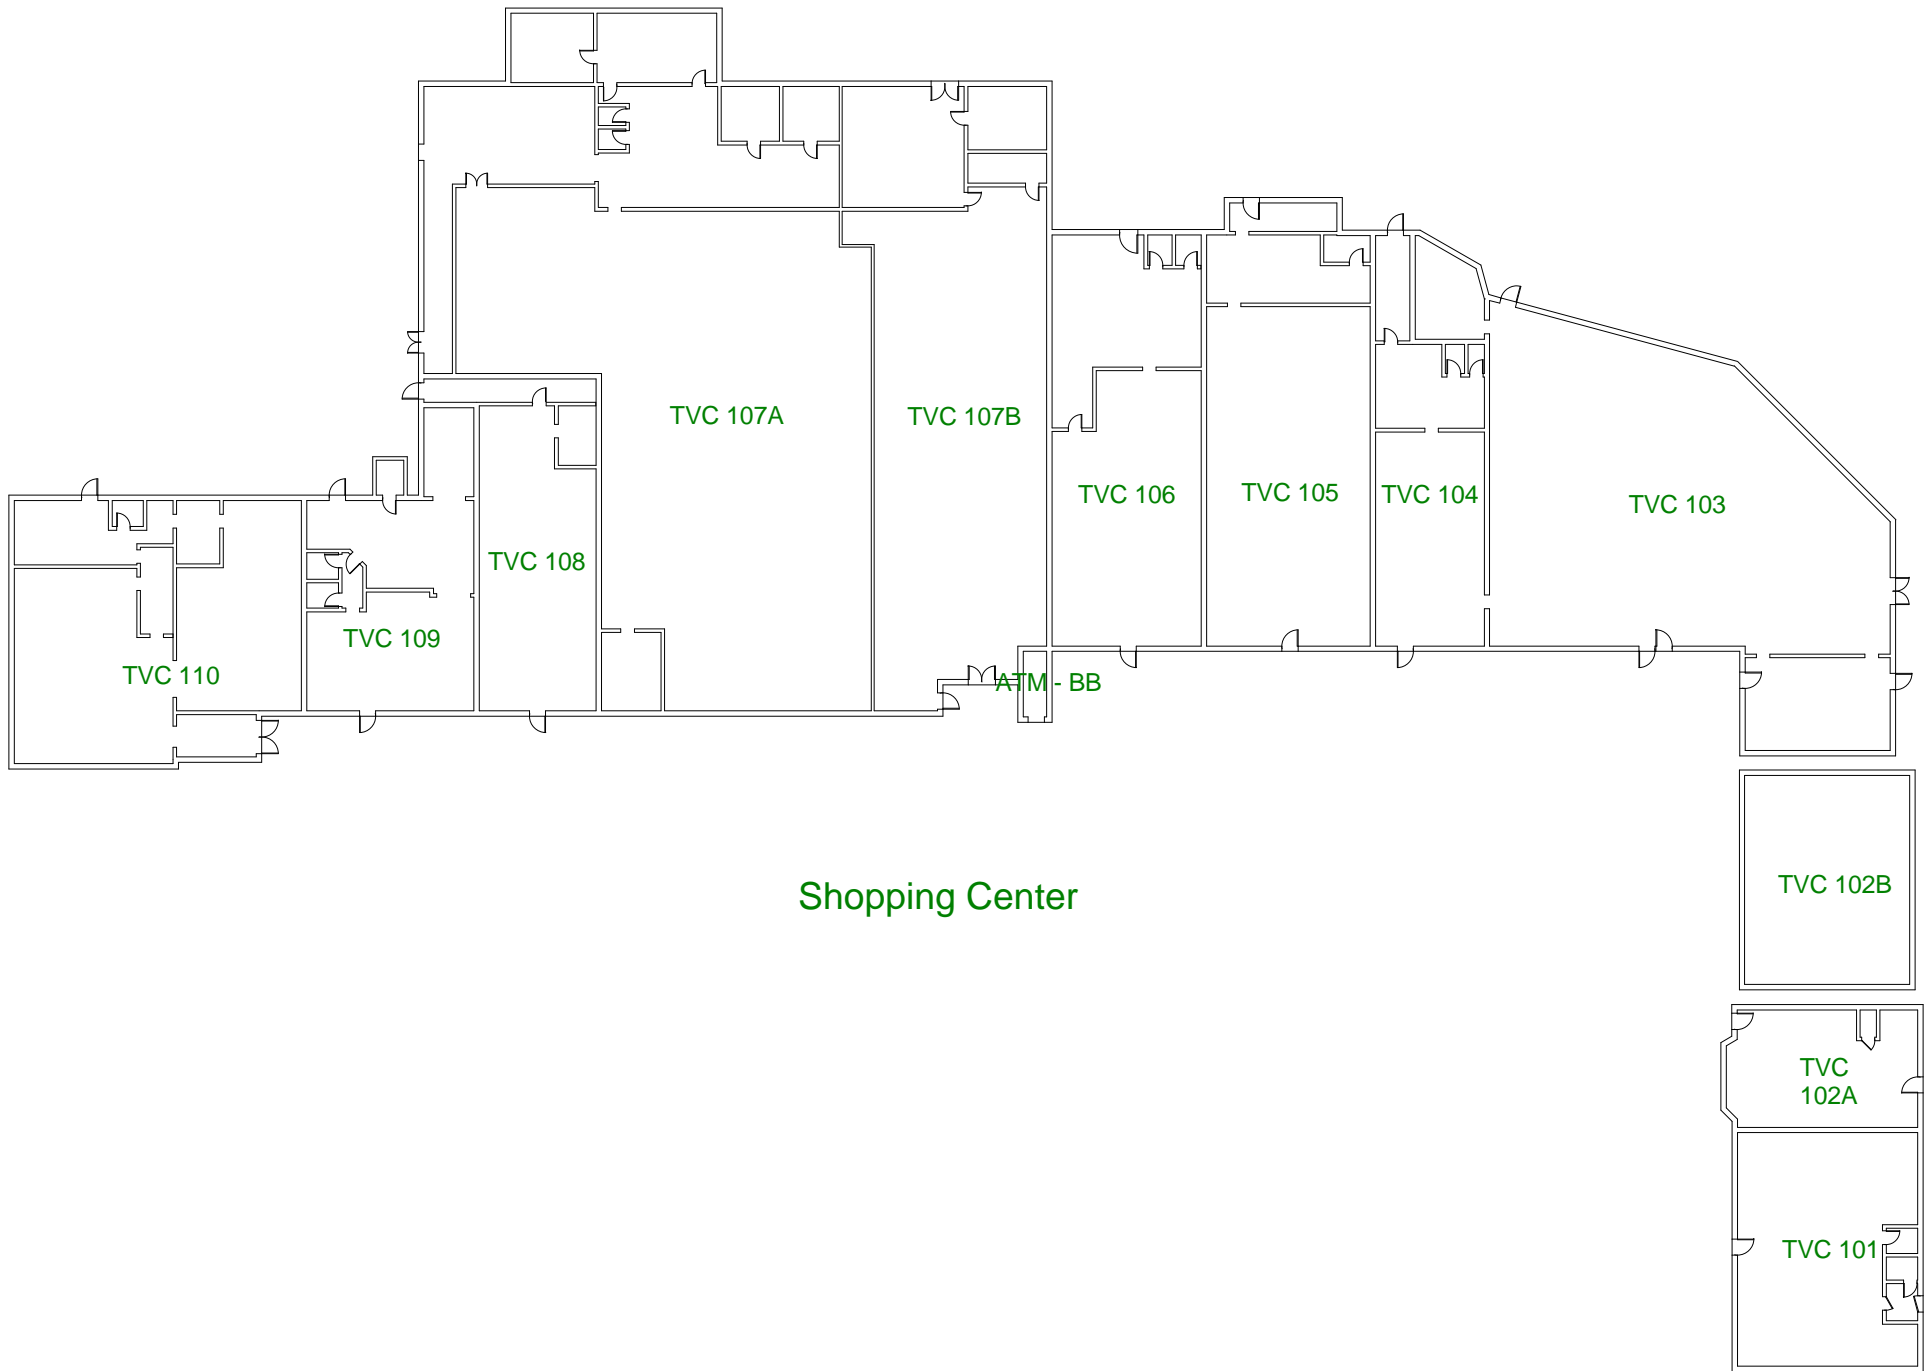 TVC 107A
TVC 107B
TVC 106
TVC 105
TVC 104
TVC 103
TVC 108
TVC 109
TVC 110
ATM - BB
Shopping Center
TVC 102B
TVC
102A
TVC 101